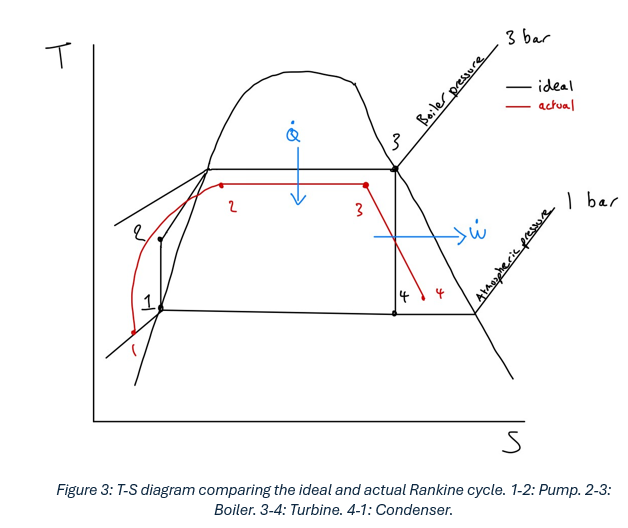 T
3 bar
Boiler pressure
ideal
actual
Q̇
3
2
3
2
1 bar
Ẇ
Atmospheric pressure
4
4
1
1
S
Figure 3: T-S diagram comparing the ideal and actual Rankine cycle. 1-2: Pump. 2-3:
Boiler. 3-4: Turbine. 4-1: Condenser.